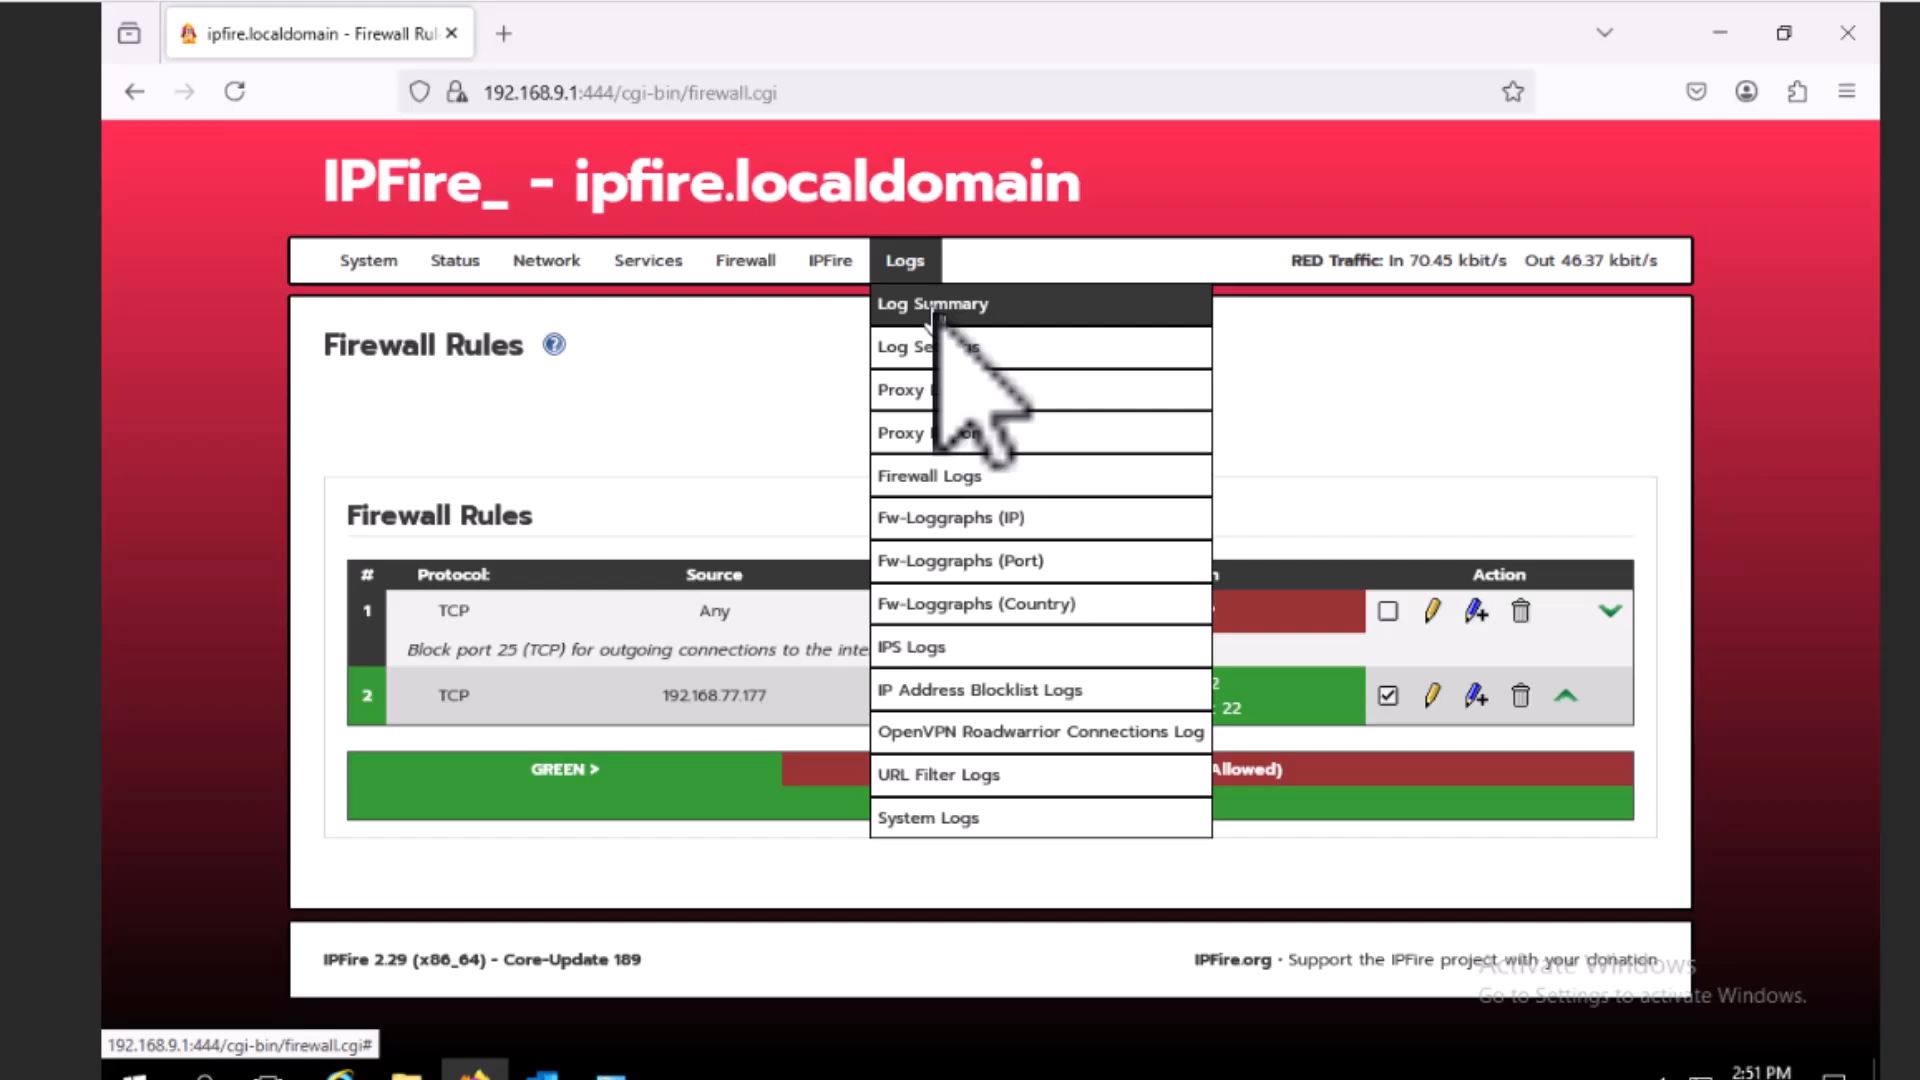 ipfire.localdomain - Firewall Rul
192.168.9.1:444/cgi-bin/firewall.cgi
IPFire_ - ipfire.localdomain
System Status Network Services Firewall IPFire Logs RED Traffic: In 70.45 kbit/s Out 46.37 kbit/s
Log Summary
Proxy
Proxy
Firewall Logs
Fw-Loggraphs (IP)
Fw-Loggraphs (Port)
Fw-Loggraphs (Country)
IPS Logs
IP Address Blocklist Logs
OpenVPN Roadwarrior Connections Log
URL Filter Logs
System Logs
Firewall Rules
Firewall Rules
# Protocol: Source Action
1 TCP Any
Block port 25 (TCP) for outgoing connections to the inte
2 TCP 192.168.77.177
22
GREEN > Allowed)
IPFire 2.29 (x86_64) - Core-Update 189
IPFire.org • Support the IPFire project with your donation
Activate Windows
Go to Settings to activate Windows.
192.168.9.1:444/cgi-bin/firewall.cgi#
2:51 PM